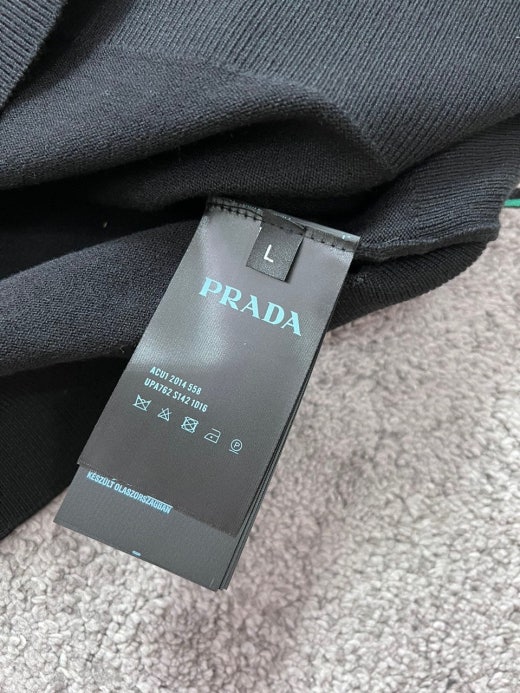 L
PRADA
ACU1 2014 558
UPA762 S142 1016
P
KÉSZÜLT OLASZORSZÁGBAN